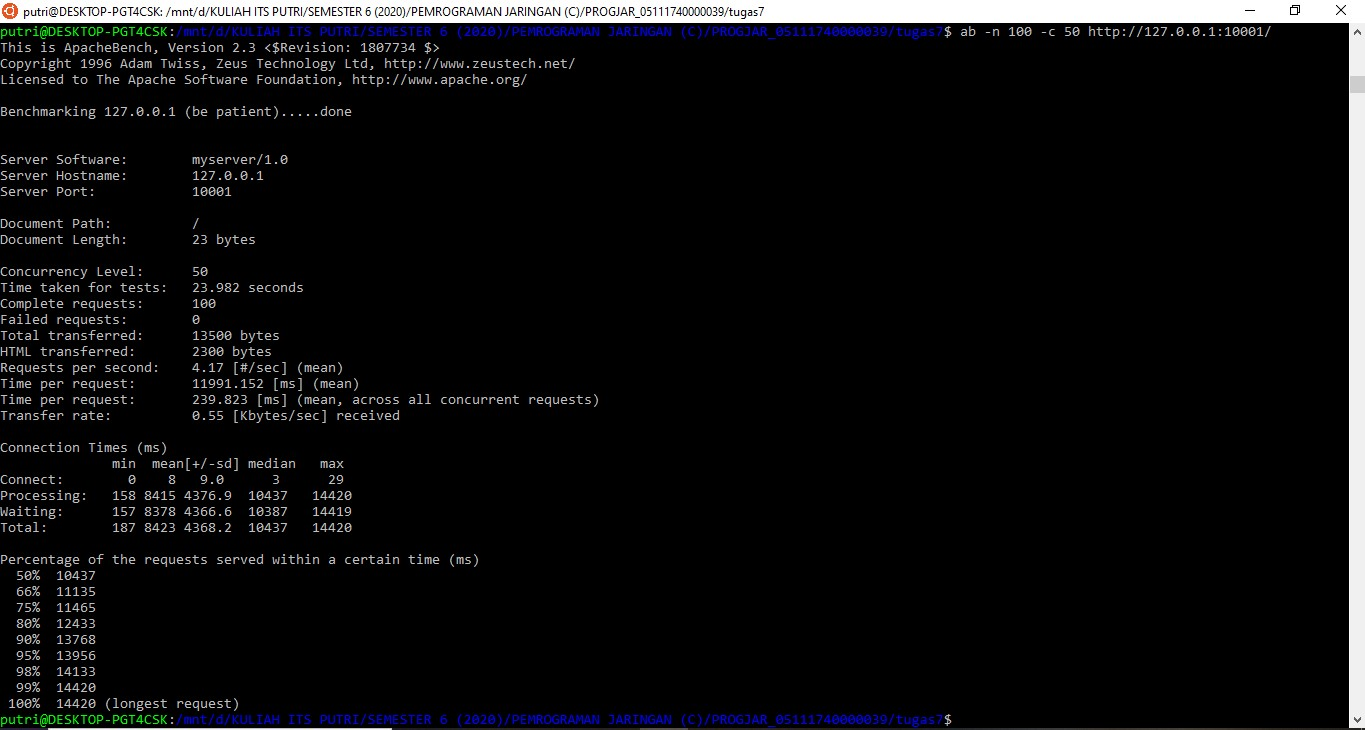 putri@DESKTOP-PGT4CSK: /mnt/d/KULIAH ITS PUTRI/SEMESTER 6 (2020)/PEMROGRAMAN JARINGAN (C)/PROGJAR_05111740000039/tugas7
putri@DESKTOP-PGT4CSK:/mnt/d/KULIAH ITS PUTRI/SEMESTER 6 (2020)/PEMROGRAMAN JARINGAN (C)/PROGJAR_05111740000039/tugas7$ ab -n 100 -c 50 http://127.0.0.1:10001/
This is ApacheBench, Version 2.3 <$Revision: 1807734 $>
Copyright 1996 Adam Twiss, Zeus Technology Ltd, http://www.zeustech.net/
Licensed to The Apache Software Foundation, http://www.apache.org/

Benchmarking 127.0.0.1 (be patient).....done


Server Software:        myserver/1.0
Server Hostname:        127.0.0.1
Server Port:            10001

Document Path:          /
Document Length:        23 bytes

Concurrency Level:      50
Time taken for tests:   23.982 seconds
Complete requests:      100
Failed requests:        0
Total transferred:      13500 bytes
HTML transferred:       2300 bytes
Requests per second:    4.17 [#/sec] (mean)
Time per request:       11991.152 [ms] (mean)
Time per request:       239.823 [ms] (mean, across all concurrent requests)
Transfer rate:          0.55 [Kbytes/sec] received

Connection Times (ms)
              min  mean[+/-sd] median   max
Connect:        0    8   9.0      3      29
Processing:   158 8415 4376.9  10437   14420
Waiting:      157 8378 4366.6  10387   14419
Total:        187 8423 4368.2  10437   14420

Percentage of the requests served within a certain time (ms)
  50%  10437
  66%  11135
  75%  11465
  80%  12433
  90%  13768
  95%  13956
  98%  14133
  99%  14420
 100%  14420 (longest request)
putri@DESKTOP-PGT4CSK:/mnt/d/KULIAH ITS PUTRI/SEMESTER 6 (2020)/PEMROGRAMAN JARINGAN (C)/PROGJAR_05111740000039/tugas7$